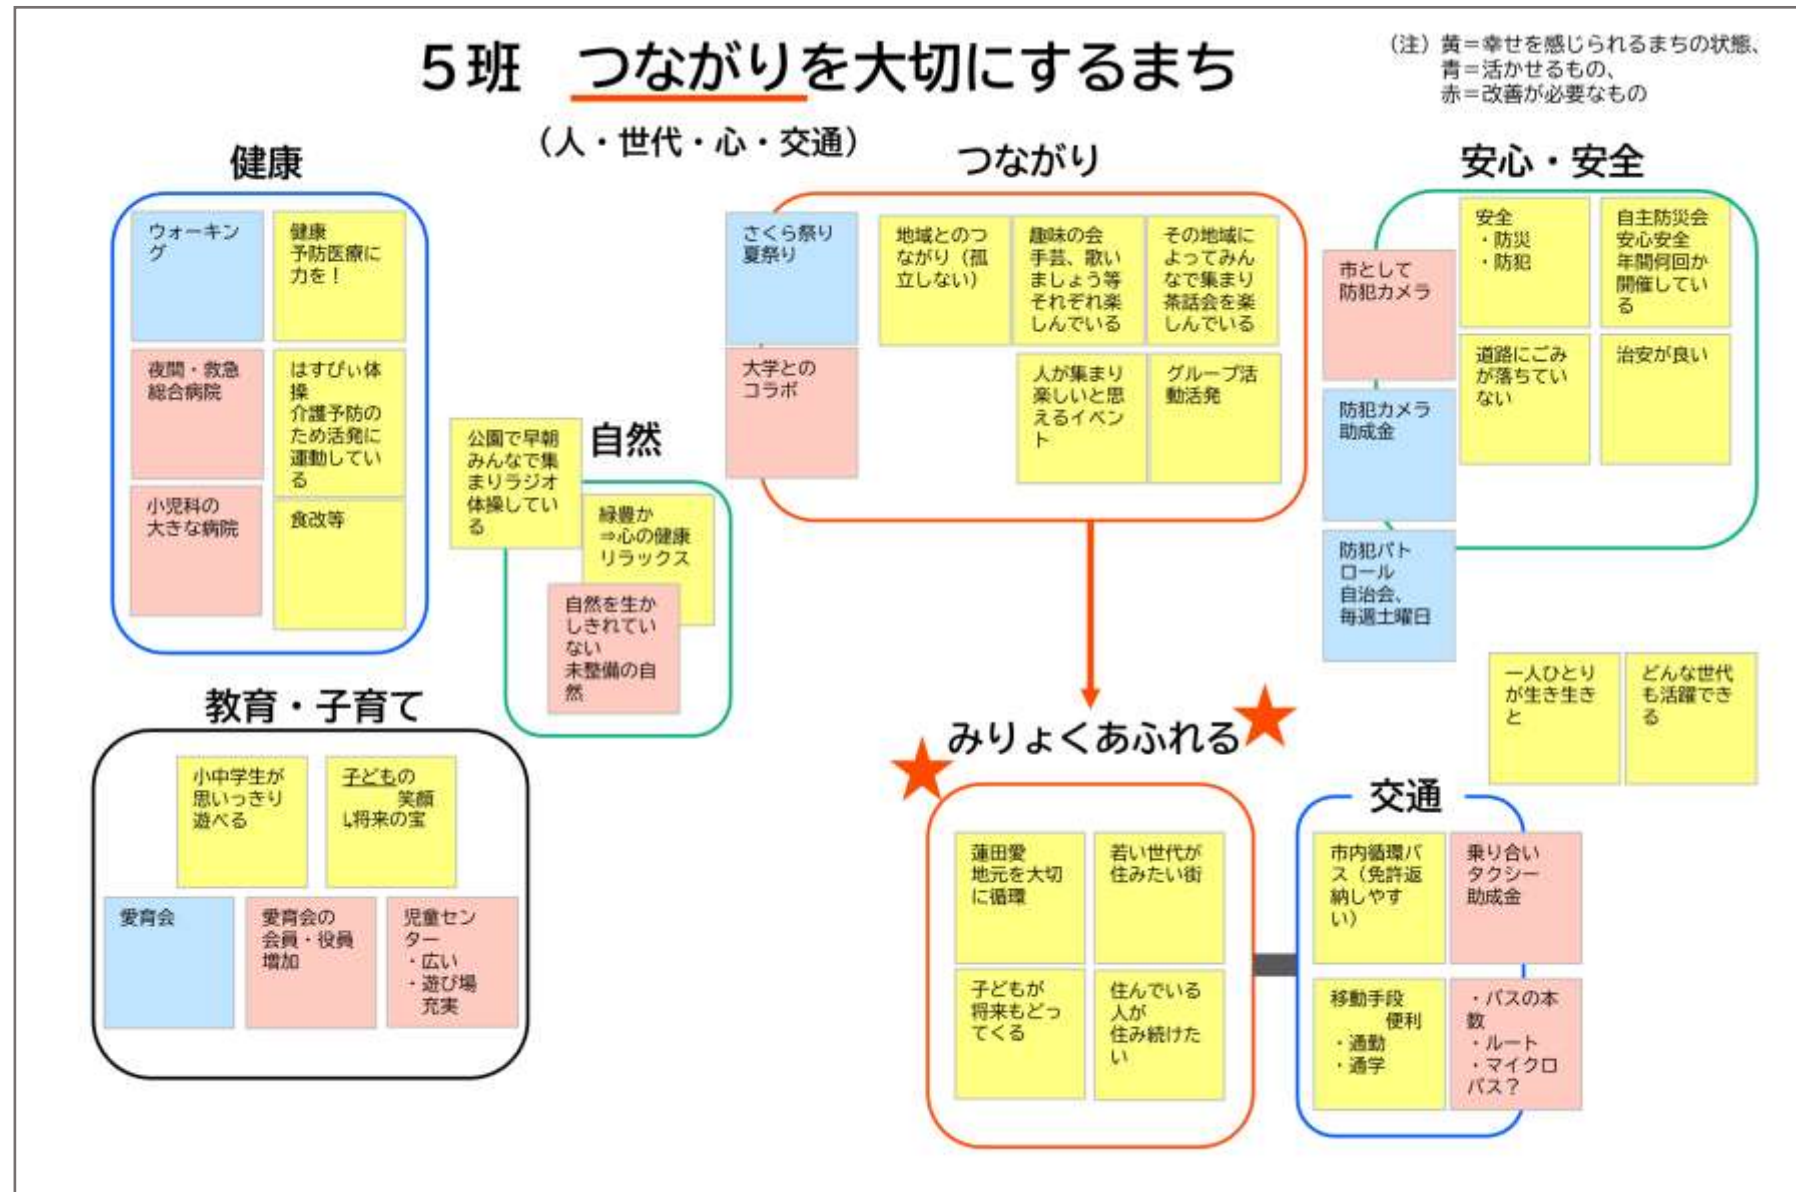 ５班　つながりを大切にするまち
（人・世代・心・交通）
（注）黄＝幸せを感じられるまちの状態、
青＝活かせるもの、
赤＝改善が必要なもの
健康
ウォーキン
グ
健康
予防医療に
力を！
夜間・救急
総合病院
はすぴぃ体
操
介護予防の
ため活発に
運動してい
る
小児科の
大きな病院
食改等
自然
公園で早朝
みんなで集
まりラジオ
体操してい
る
緑豊か
⇒心の健康
リラックス
自然を生か
しきれてい
ない
未整備の自
然
つながり
さくら祭り
夏祭り
地域とのつ
ながり（孤
立しない）
趣味の会
手芸、歌い
ましょう等
それぞれ楽
しんでいる
その地域に
よってみん
なで集まり
茶話会を楽
しんでいる
大学との
コラボ
人が集まり
楽しいと思
えるイベン
ト
グループ活
動活発
安心・安全
市として
防犯カメラ
安全
・防災
・防犯
自主防災会
安心安全
年間何回か
開催してい
る
防犯カメラ
助成金
道路にごみ
が落ちてい
ない
治安が良い
防犯パト
ロール
自治会、
毎週土曜日
一人ひとり
が生き生き
と
どんな世代
も活躍でき
る
教育・子育て
小中学生が
思いっきり
遊べる
子どもの
笑顔
↳将来の宝
愛育会
愛育会の
会員・役員
増加
児童セン
ター
・広い
・遊び場
充実
みりょくあふれる
蓮田愛
地元を大切
に循環
若い世代が
住みたい街
子どもが
将来もどっ
てくる
住んでいる
人が
住み続けた
い
交通
市内循環バ
ス（免許返
納しやす
い）
乗り合い
タクシー
助成金
移動手段
便利
・通勤
・通学
・バスの本
数
・ルート
・マイクロ
バス？